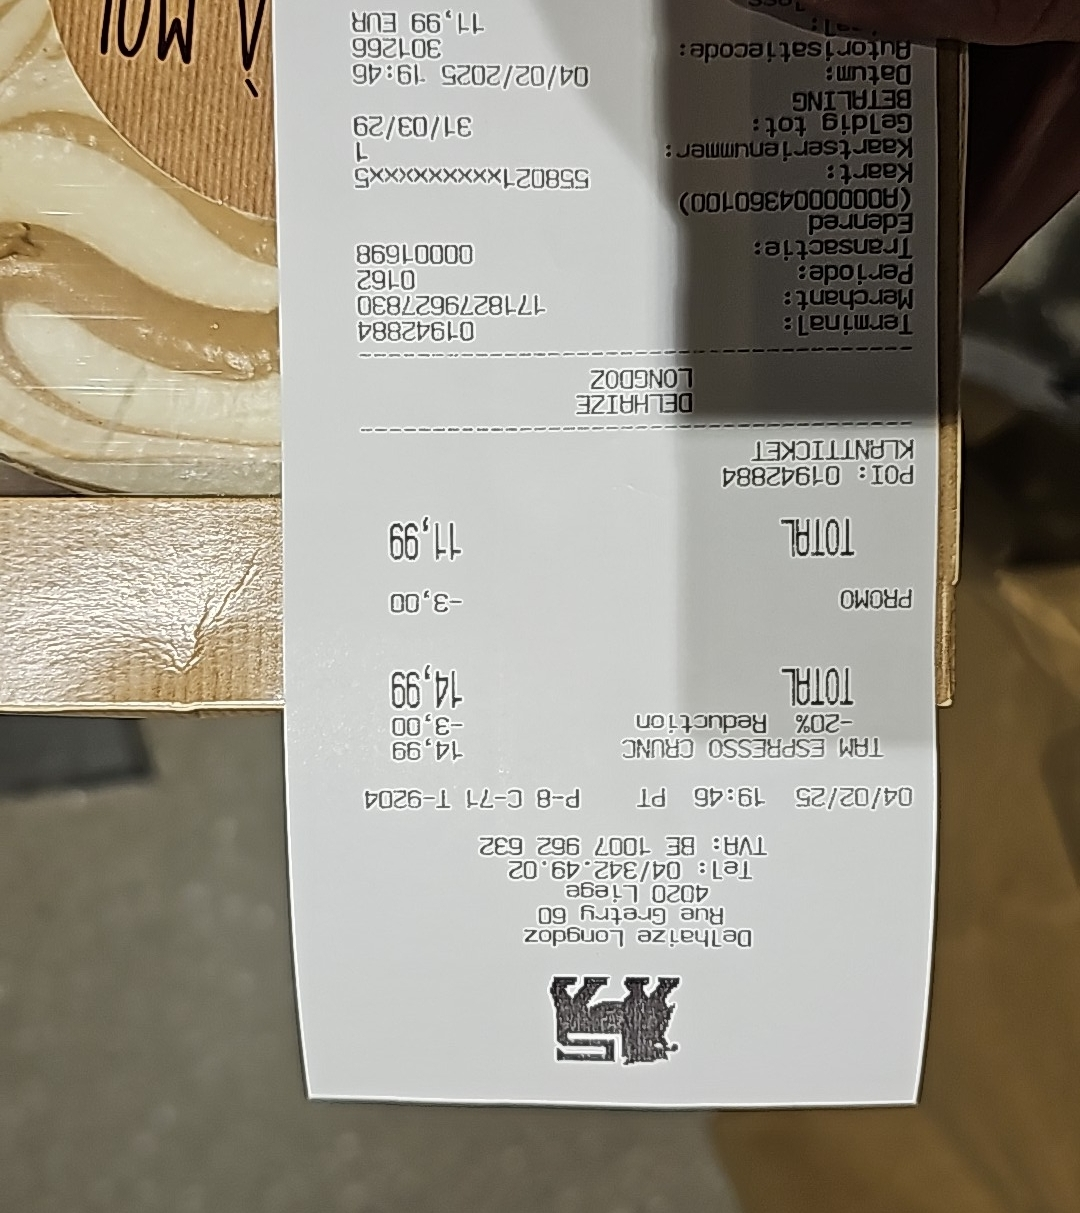 Delhaize Longdoz
Rue Gretry 60
4020 Liege
Tel: 04/342.49.02
TVA: BE 1007 962 632
04/02/25 19:46 PT P-8 C-71 T-9204
TAM ESPRESSO CRUNC 14,99
-20% Reduction -3,00
TOTAL 14,99
PROMO -3,00
TOTAL 11,99
POI: 01942884
KLANTTICKET
DELHAIZE
LONGDOZ
Terminal: 01942884
Merchant: 1718279627830
Periode: 0162
Transactie: 00001698
Edenred
(A000004360100)
Kaart: 558021xxxxxxxxxxx5
Kaartserienummer: 1
Geldig tot: 31/03/29
BETALING
Datum: 04/02/2025 19:46
Autorisatiecode: 301266
11,99 EUR
À MOI